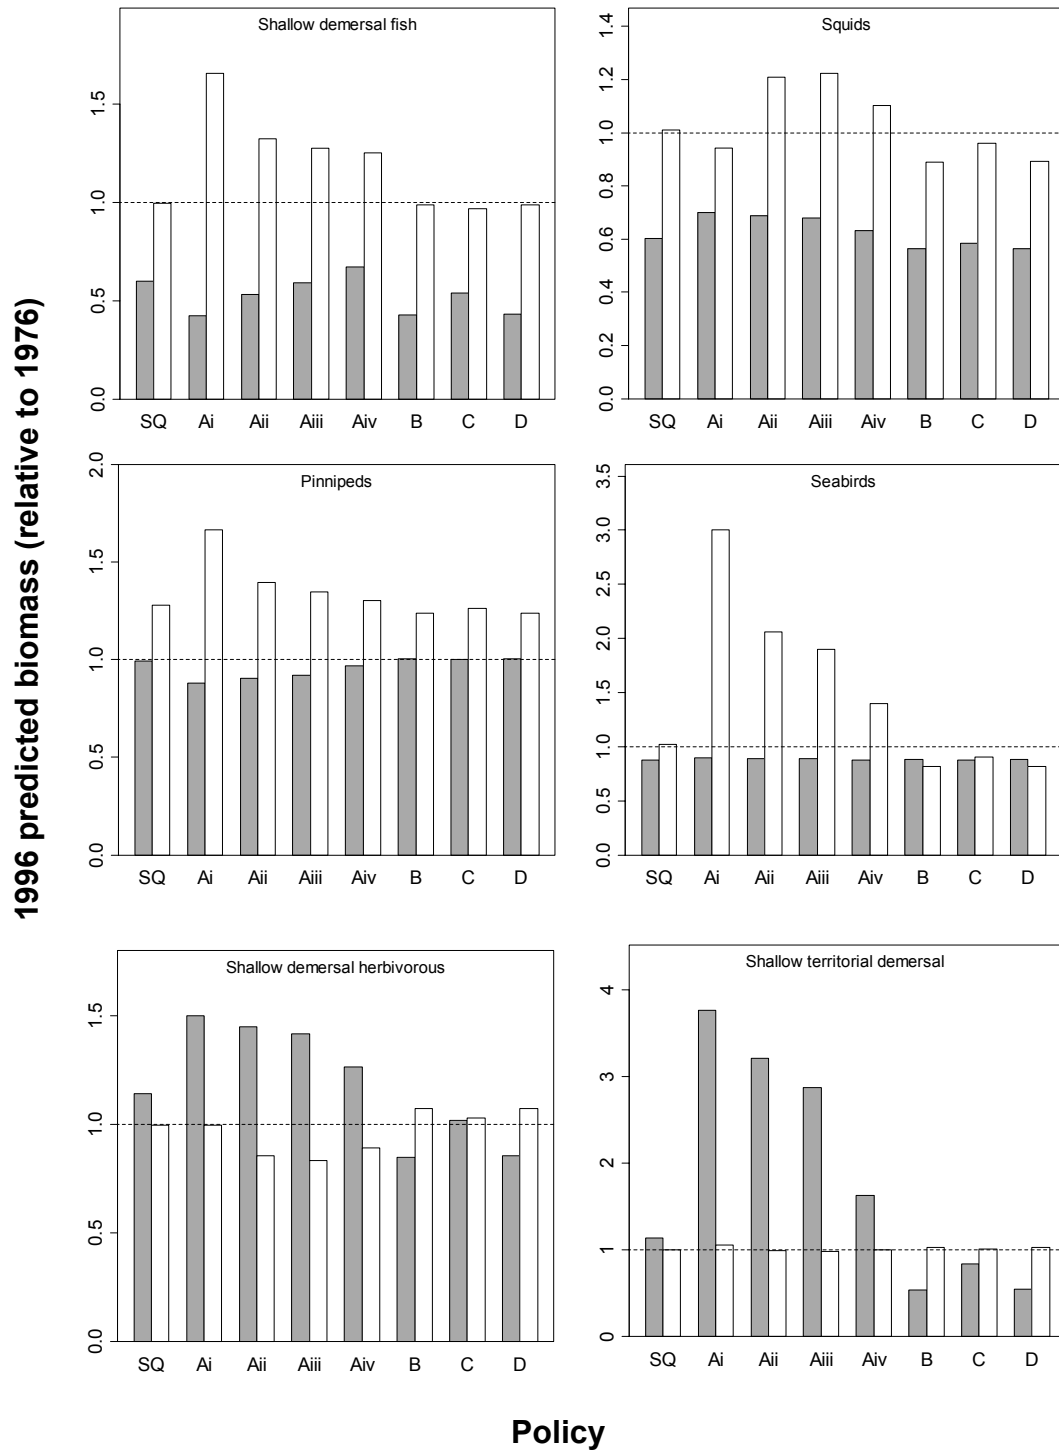 Shallow demersal fish
0.0 0.5 1.0 1.5
SQ Ai Aii Aiii Aiv B C D
Squids
0.0 0.2 0.4 0.6 0.8 1.0 1.2 1.4
SQ Ai Aii Aiii Aiv B C D
1996 predicted biomass (relative to 1976)
Pinnipeds
0.0 0.5 1.0 1.5 2.0
SQ Ai Aii Aiii Aiv B C D
Seabirds
0.0 0.5 1.0 1.5 2.0 2.5 3.0 3.5
SQ Ai Aii Aiii Aiv B C D
Shallow demersal herbivorous
0.0 0.5 1.0 1.5
SQ Ai Aii Aiii Aiv B C D
Shallow territorial demersal
0 1 2 3 4
SQ Ai Aii Aiii Aiv B C D
Policy